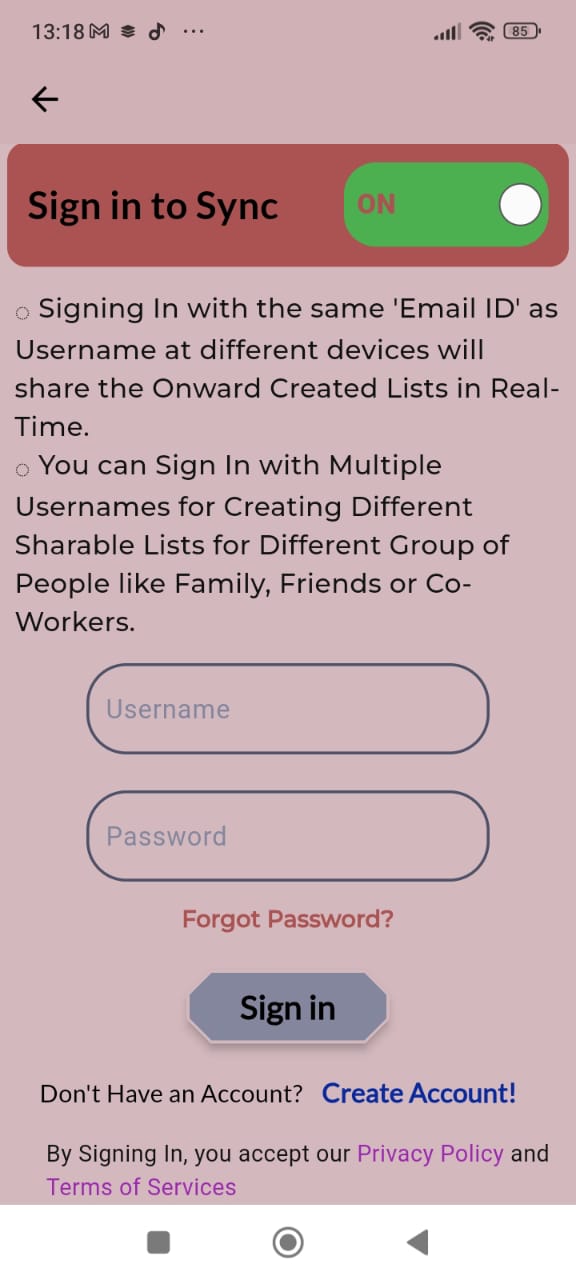 13:18
85
Sign in to Sync
ON
◌ Signing In with the same 'Email ID' as
Username at different devices will
share the Onward Created Lists in Real-
Time.
◌ You can Sign In with Multiple
Usernames for Creating Different
Sharable Lists for Different Group of
People like Family, Friends or Co-
Workers.
Username
Password
Forgot Password?
Sign in
Don't Have an Account? Create Account!
By Signing In, you accept our Privacy Policy and
Terms of Services